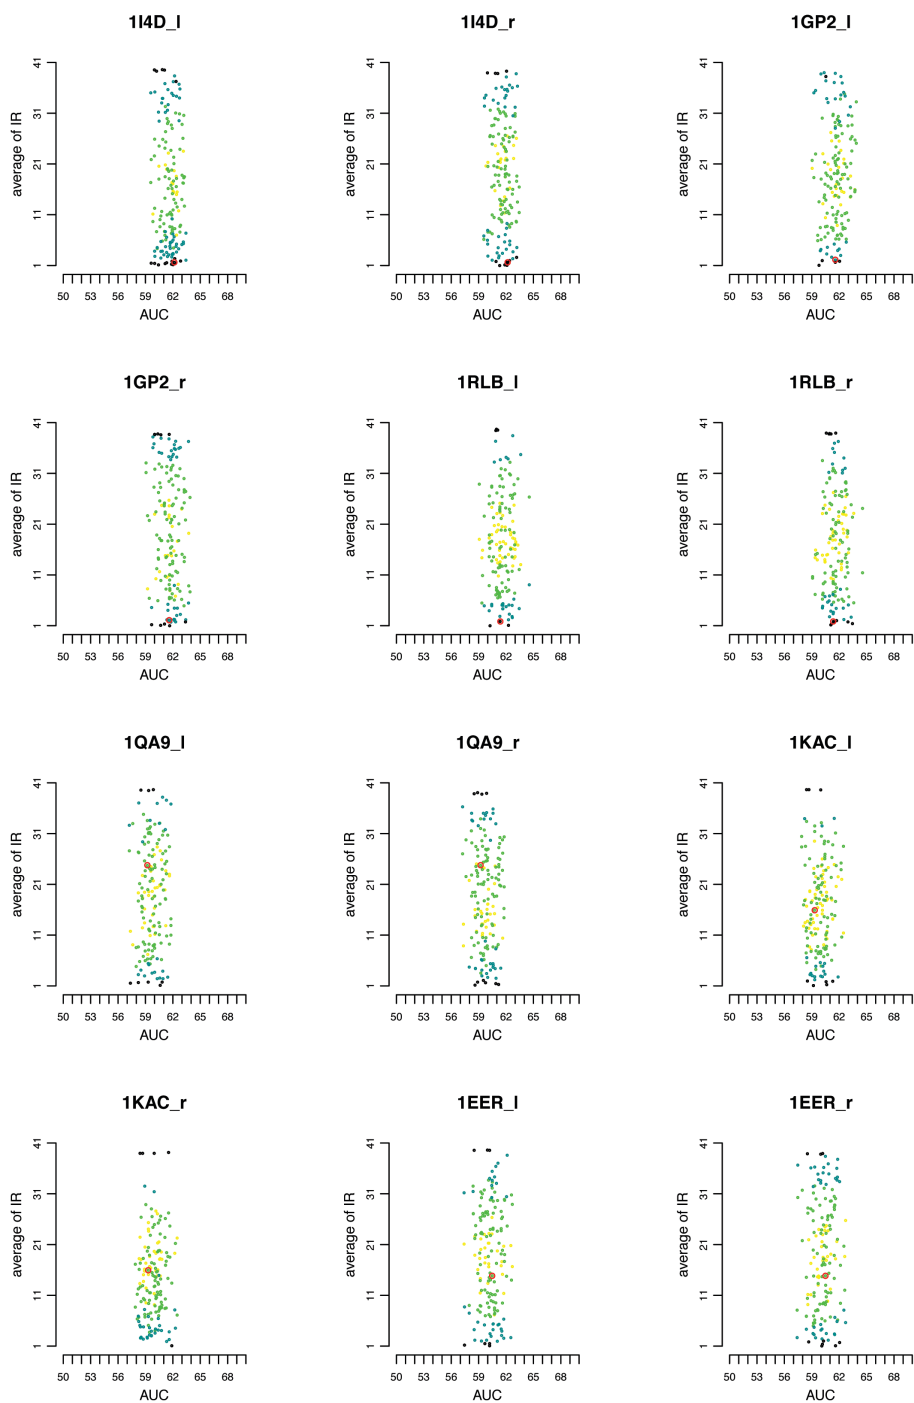 1I4D_l
1I4D_r
1GP2_l
average of IR
1 11 21 31 41
50 53 56 59 62 65 68
AUC
average of IR
1 11 21 31 41
50 53 56 59 62 65 68
AUC
average of IR
1 11 21 31 41
50 53 56 59 62 65 68
AUC
1GP2_r
1RLB_l
1RLB_r
average of IR
1 11 21 31 41
50 53 56 59 62 65 68
AUC
average of IR
1 11 21 31 41
50 53 56 59 62 65 68
AUC
average of IR
1 11 21 31 41
50 53 56 59 62 65 68
AUC
1QA9_l
1QA9_r
1KAC_l
average of IR
1 11 21 31 41
50 53 56 59 62 65 68
AUC
average of IR
1 11 21 31 41
50 53 56 59 62 65 68
AUC
average of IR
1 11 21 31 41
50 53 56 59 62 65 68
AUC
1KAC_r
1EER_l
1EER_r
average of IR
1 11 21 31 41
50 53 56 59 62 65 68
AUC
average of IR
1 11 21 31 41
50 53 56 59 62 65 68
AUC
average of IR
1 11 21 31 41
50 53 56 59 62 65 68
AUC